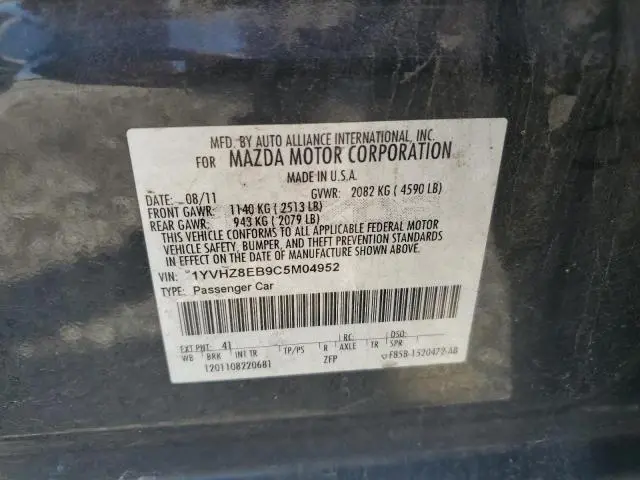 MFD. BY AUTO ALLIANCE INTERNATIONAL, INC.
FOR MAZDA MOTOR CORPORATION
MADE IN U.S.A.
DATE: 08/11 GVWR: 2082 KG ( 4590 LB)
FRONT GAWR: 1140 KG ( 2513 LB)
REAR GAWR: 943 KG ( 2079 LB)
THIS VEHICLE CONFORMS TO ALL APPLICABLE FEDERAL MOTOR
VEHICLE SAFETY, BUMPER, AND THEFT PREVENTION STANDARDS
IN EFFECT ON THE DATE OF MANUFACTURE SHOWN ABOVE.
VIN: *1YVHZ8EB9C5M04952
TYPE: Passenger Car
EXT PNT: 41 RC: DSO:
WB BRK INT TR TP/PS R AXLE TR SPR
1201108220681 ZFP F85B-1520472-AB